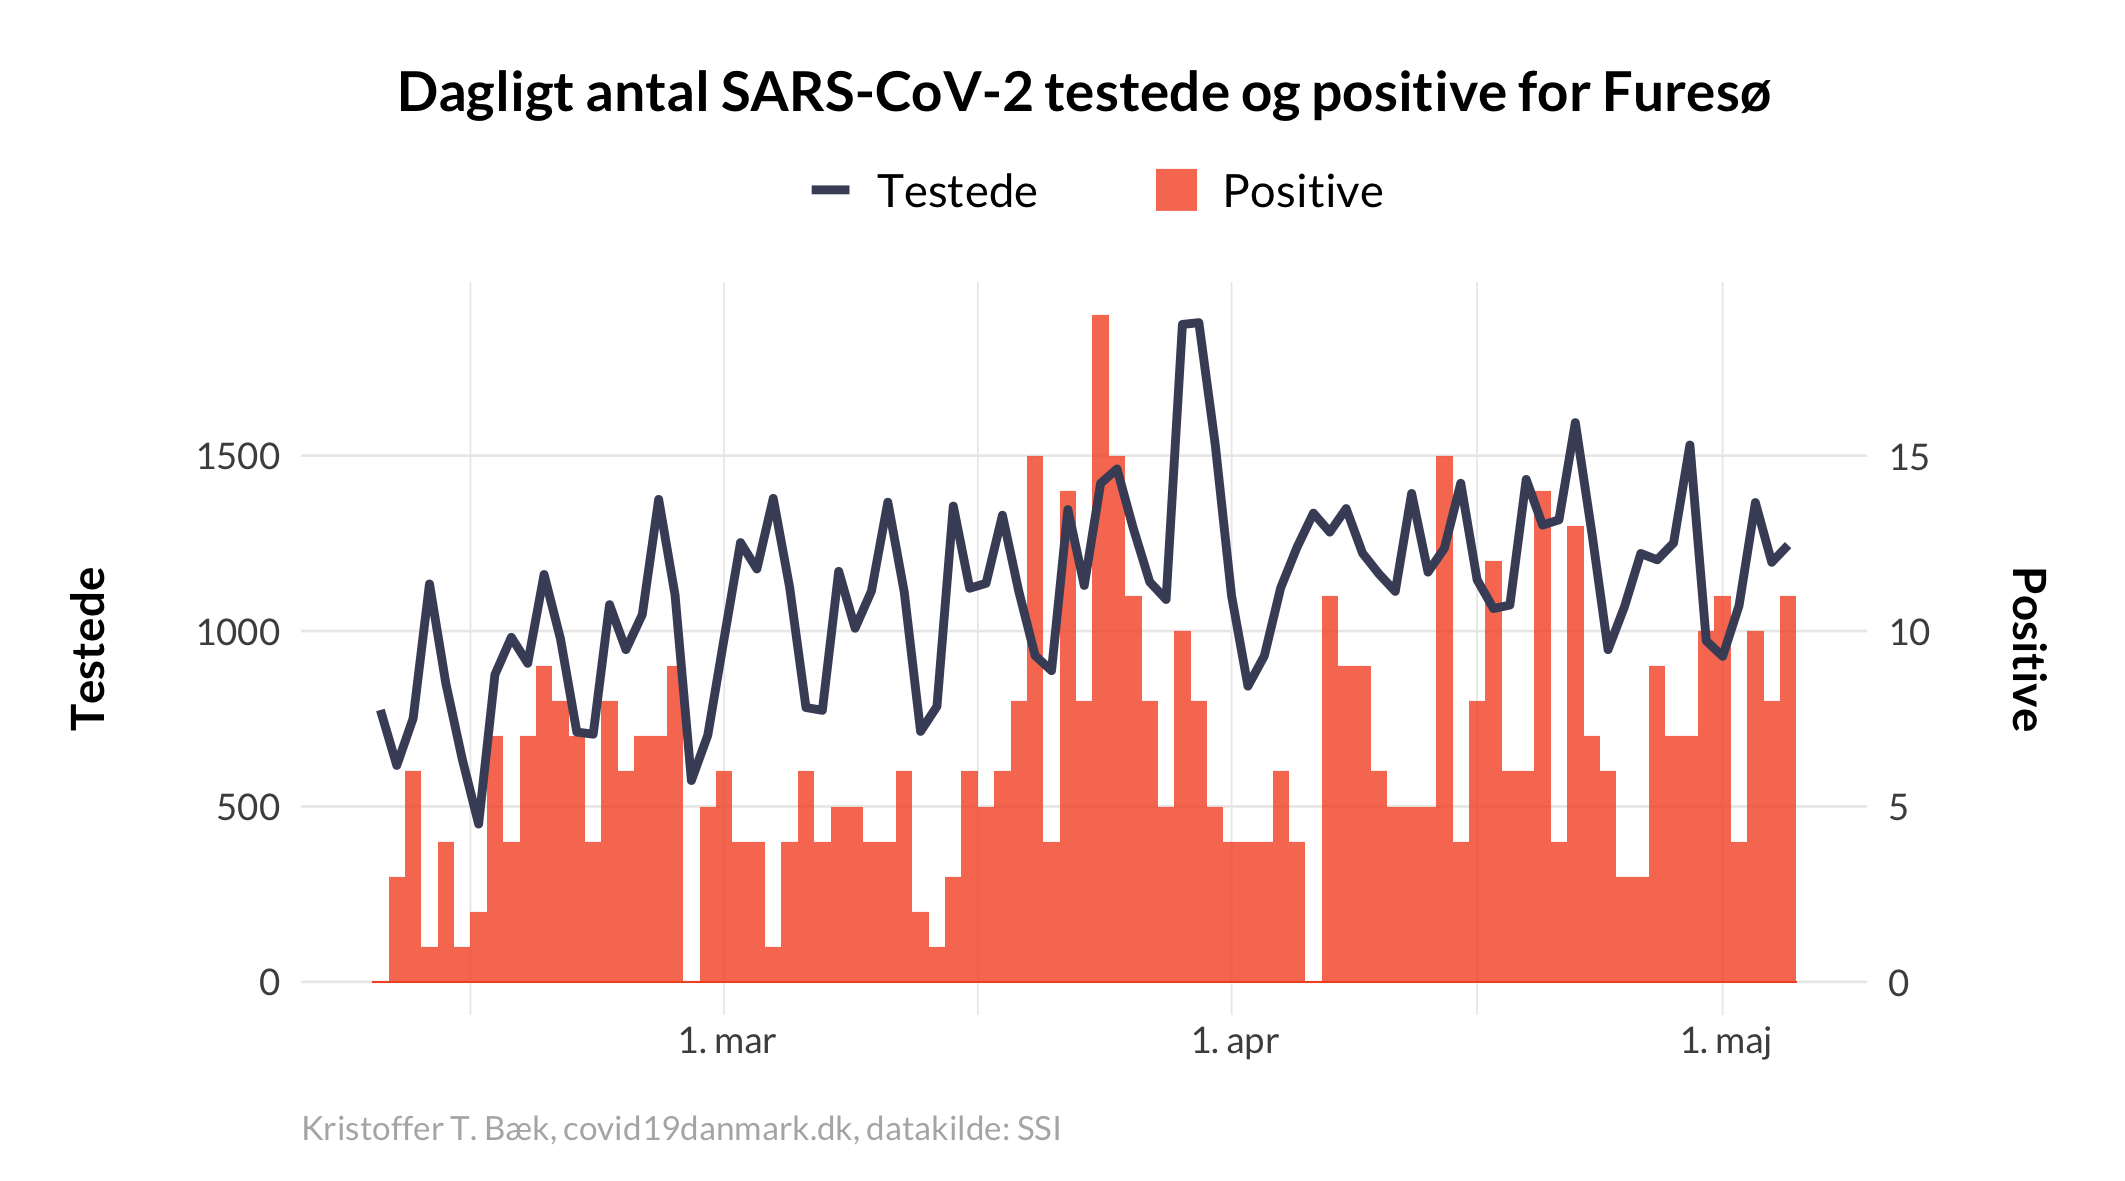 Dagligt antal SARS-CoV-2 testede og positive for Furesø
Testede
Positive
Testede
1500
1000
500
0
15
10
5
0
Positive
1. mar
1. apr
1. maj
Kristoffer T. Bæk, covid19danmark.dk, datakilde: SSI